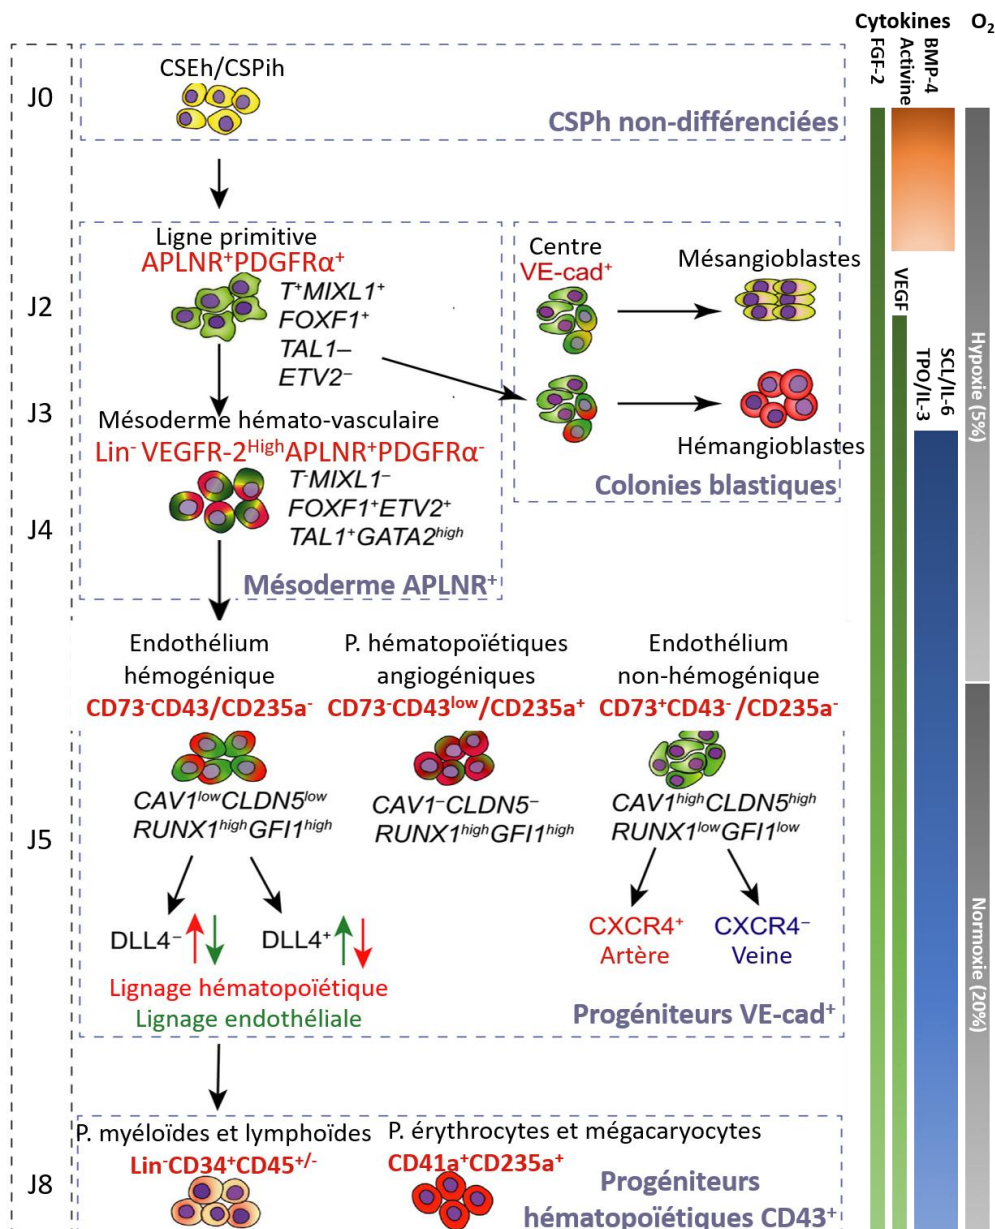 Cytokines O₂
FGF-2
Activine
BMP-4
J0
CSEh/CSPih
CSPh non-différenciées
Ligne primitive
APLNR⁺PDGFRα⁺
T⁺MIXL1⁺
FOXF1⁺
TAL1–
ETV2⁻
J2
Centre
VE-cad⁺
Mésangioblastes
Hémangioblastes
Colonies blastiques
VEGF
SCL/IL-6
TPO/IL-3
Hypoxie (5%)
J3
Mésoderme hémato-vasculaire
Lin⁻ VEGFR-2ᴴⁱᵍʰAPLNR⁺PDGFRα⁻
T⁻MIXL1⁻
FOXF1⁺ETV2⁺
TAL1⁺GATA2ʰⁱᵍʰ
J4
Mésoderme APLNR⁺
Endothélium
hémogénique
CD73⁻CD43/CD235a⁻
P. hématopoïétiques
angiogéniques
CD73⁻CD43ˡᵒʷ/CD235a⁺
Endothélium
non-hémogénique
CD73⁺CD43⁻/CD235a⁻
CAV1ˡᵒʷCLDN5ˡᵒʷ
RUNX1ʰⁱᵍʰGFI1ʰⁱᵍʰ
CAV1⁻CLDN5⁻
RUNX1ʰⁱᵍʰGFI1ʰⁱᵍʰ
CAV1ʰⁱᵍʰCLDN5ʰⁱᵍʰ
RUNX1ˡᵒʷGFI1ˡᵒʷ
J5
DLL4⁻
DLL4⁺
CXCR4⁺
Artère
CXCR4⁻
Veine
Lignage hématopoïétique
Lignage endothéliale
Progéniteurs VE-cad⁺
Normoxie (20%)
P. myéloïdes et lymphoïdes
Lin⁻CD34⁺CD45⁺/⁻
P. érythrocytes et mégacaryocytes
CD41a⁺CD235a⁺
J8
Progéniteurs
hématopoïétiques CD43⁺